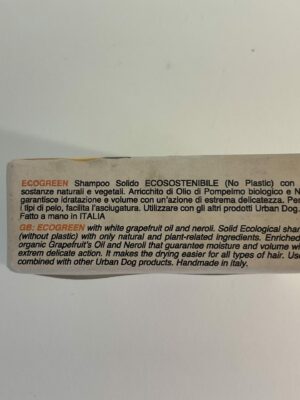 ECOGREEN Shampoo Solido ECOSOSTENIBILE (No Plastic) con
sostanze naturali e vegetali. Arricchito di Olio di Pompelmo biologico e N
garantisce idratazione e volume con un'azione di estrema delicatezza. Per
i tipi di pelo, facilita l'asciugatura. Utilizzare con gli altri prodotti Urban Dog.
Fatto a mano in ITALIA
GB: ECOGREEN with white grapefruit oil and neroli. Solid Ecological sha
(without plastic) with only natural and plant-related ingredients. Enriched
organic Grapefruit's Oil and Neroli that guarantee moisture and volume w
extrem delicate action. It makes the drying easier for all types of hair. Use
combined with other Urban Dog products. Handmade in Italy.